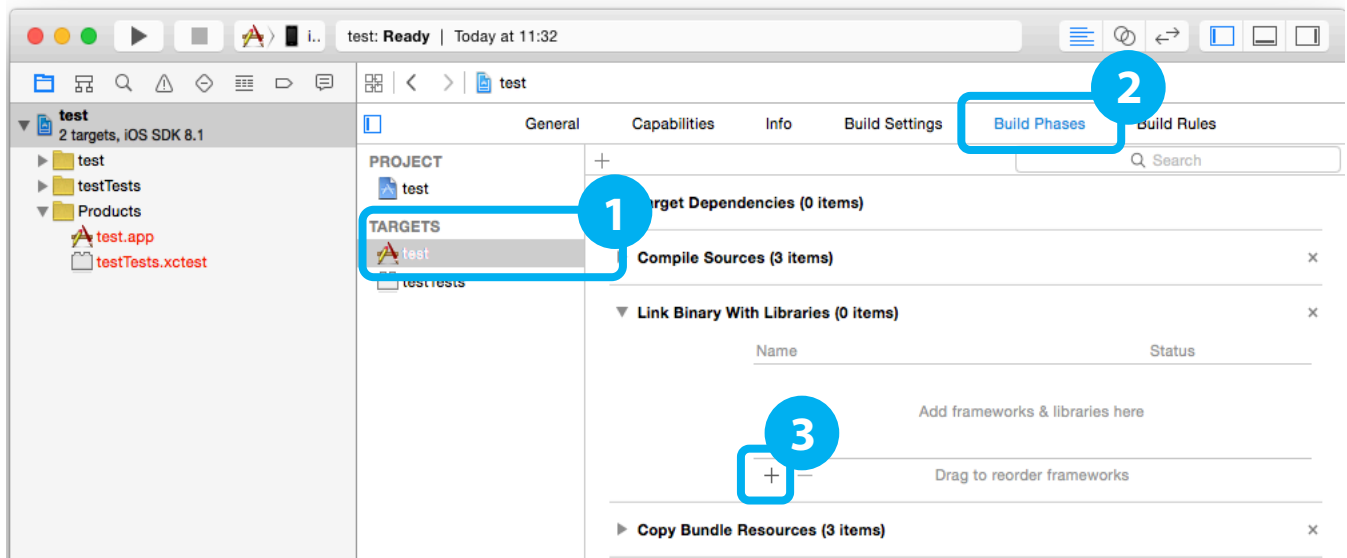 i..
test: Ready | Today at 11:32
test
2
test
2 targets, iOS SDK 8.1
General Capabilities Info Build Settings Build Phases Build Rules
test
testTests
Products
test.app
testTests.xctest
PROJECT
test
TARGETS
test
testTests
1
Search
Dependencies (0 items)
Compile Sources (3 items)
Link Binary With Libraries (0 items)
Name Status
Add frameworks & libraries here
3
Drag to reorder frameworks
Copy Bundle Resources (3 items)